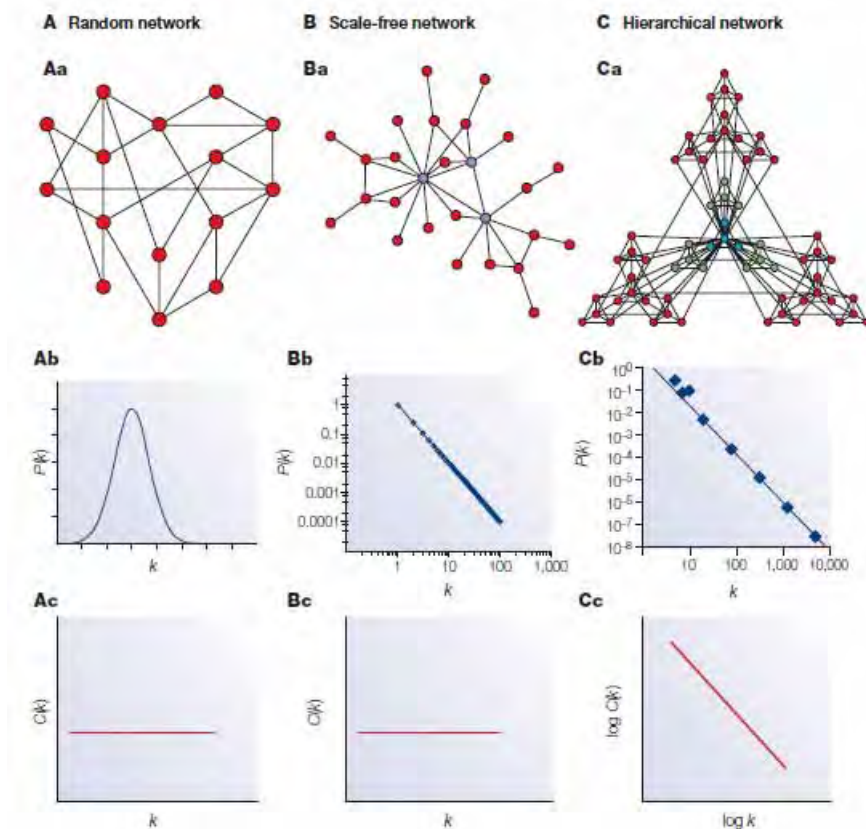 A Random network
B Scale-free network
C Hierarchical network
Aa
Ba
Ca
Ab
P(k)
k
Bb
1
0.1
0.01
0.001
0.0001
P(k)
1 10 100 1,000
k
Cb
10⁰
10⁻¹
10⁻²
10⁻³
10⁻⁴
10⁻⁵
10⁻⁶
10⁻⁷
10⁻⁸
P(k)
10 100 1,000 10,000
k
Ac
C(k)
k
Bc
C(k)
k
Cc
log C(k)
log k